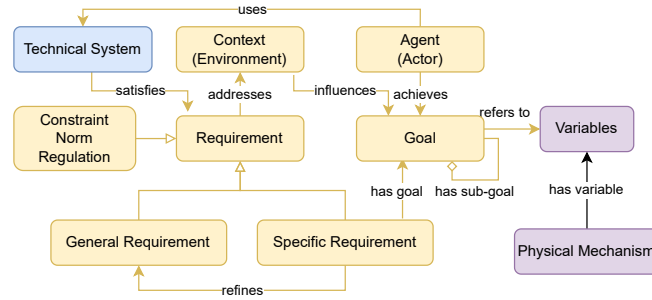 uses
Technical System
Context
(Environment)
Agent
(Actor)
satisfies
addresses
influences
achieves
refers to
Constraint
Norm
Regulation
Requirement
Goal
Variables
has goal
has sub-goal
has variable
General Requirement
Specific Requirement
Physical Mechanism
refines